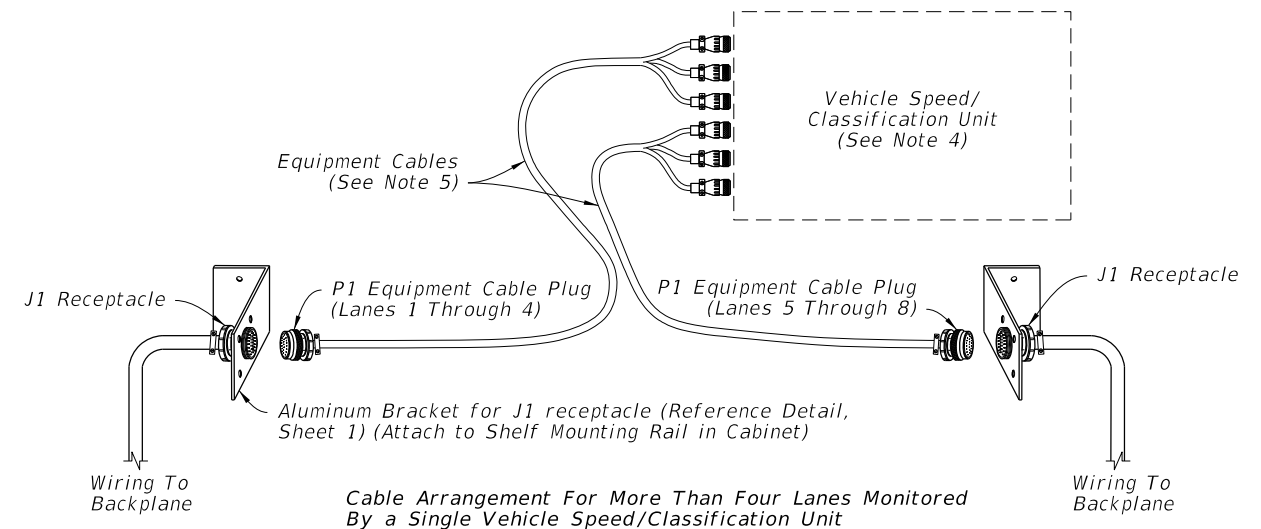 Vehicle Speed/
Classification Unit
(See Note 4)
Equipment Cables
(See Note 5)
J1 Receptacle
P1 Equipment Cable Plug
(Lanes 1 Through 4)
P1 Equipment Cable Plug
(Lanes 5 Through 8)
J1 Receptacle
Aluminum Bracket for J1 receptacle (Reference Detail,
Sheet 1) (Attach to Shelf Mounting Rail in Cabinet)
Wiring To
Backplane
Wiring To
Backplane
Cable Arrangement For More Than Four Lanes Monitored
By a Single Vehicle Speed/Classification Unit